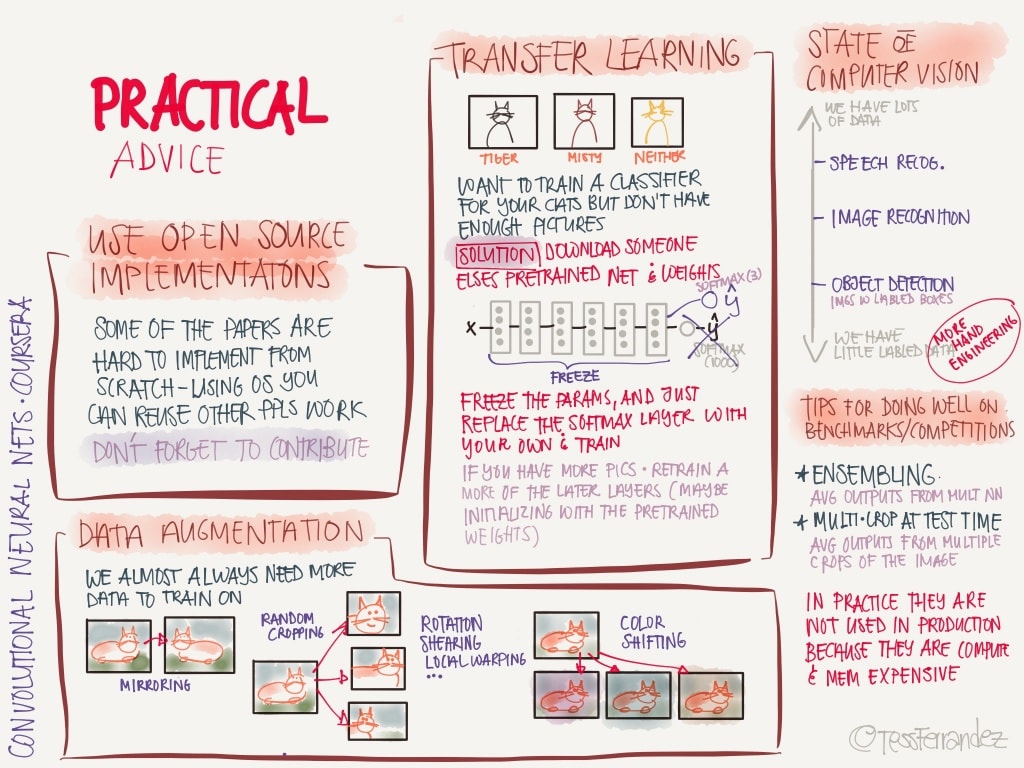 PRACTICAL
ADVICE
CONVOLUTIONAL NEURAL NETS · COURSERA
USE OPEN SOURCE
IMPLEMENTATONS
SOME OF THE PAPERS ARE
HARD TO IMPLEMENT FROM
SCRATCH - USING OS YOU
CAN REUSE OTHER PPLS WORK
DON'T FORGET TO CONTRIBUTE
TRANSFER LEARNING
TIGER
MISTY
NEITHER
WANT TO TRAIN A CLASSIFIER
FOR YOUR CATS BUT DON'T HAVE
ENOUGH PICTURES
SOLUTION DOWNLOAD SOMEONE
ELSES PRETRAINED NET & WEIGHTS
SOFTMAX (3)
ŷ
X
ŷ
SOFTMAX
(1000)
FREEZE
FREEZE THE PARAMS, AND JUST
REPLACE THE SOFTMAX LAYER WITH
YOUR OWN & TRAIN
IF YOU HAVE MORE PICS · RETRAIN A
MORE OF THE LATER LAYERS (MAYBE
INITIALIZING WITH THE PRETRAINED
WEIGHTS)
DATA AUGMENTATION
WE ALMOST ALWAYS NEED MORE
DATA TO TRAIN ON
MIRRORING
RANDOM
CROPPING
ROTATION
SHEARING
LOCAL WARPING
...
COLOR
SHIFTING
STATE OF
COMPUTER VISION
WE HAVE LOTS
OF DATA
SPEECH RECOG.
IMAGE RECOGNITION
OBJECT DETECTION
IMGS W LABLED BOXES
WE HAVE
LITTLE LABLED DATA
MORE
HAND
ENGINEERING
TIPS FOR DOING WELL ON
BENCHMARKS/COMPETITIONS
* ENSEMBLING.
AVG OUTPUTS FROM MULT NN
* MULTI-CROP AT TEST TIME
AVG OUTPUTS FROM MULTIPLE
CROPS OF THE IMAGE
IN PRACTICE THEY ARE
NOT USED IN PRODUCTION
BECAUSE THEY ARE COMPUTE
& MEM EXPENSIVE
©TessFerrandez